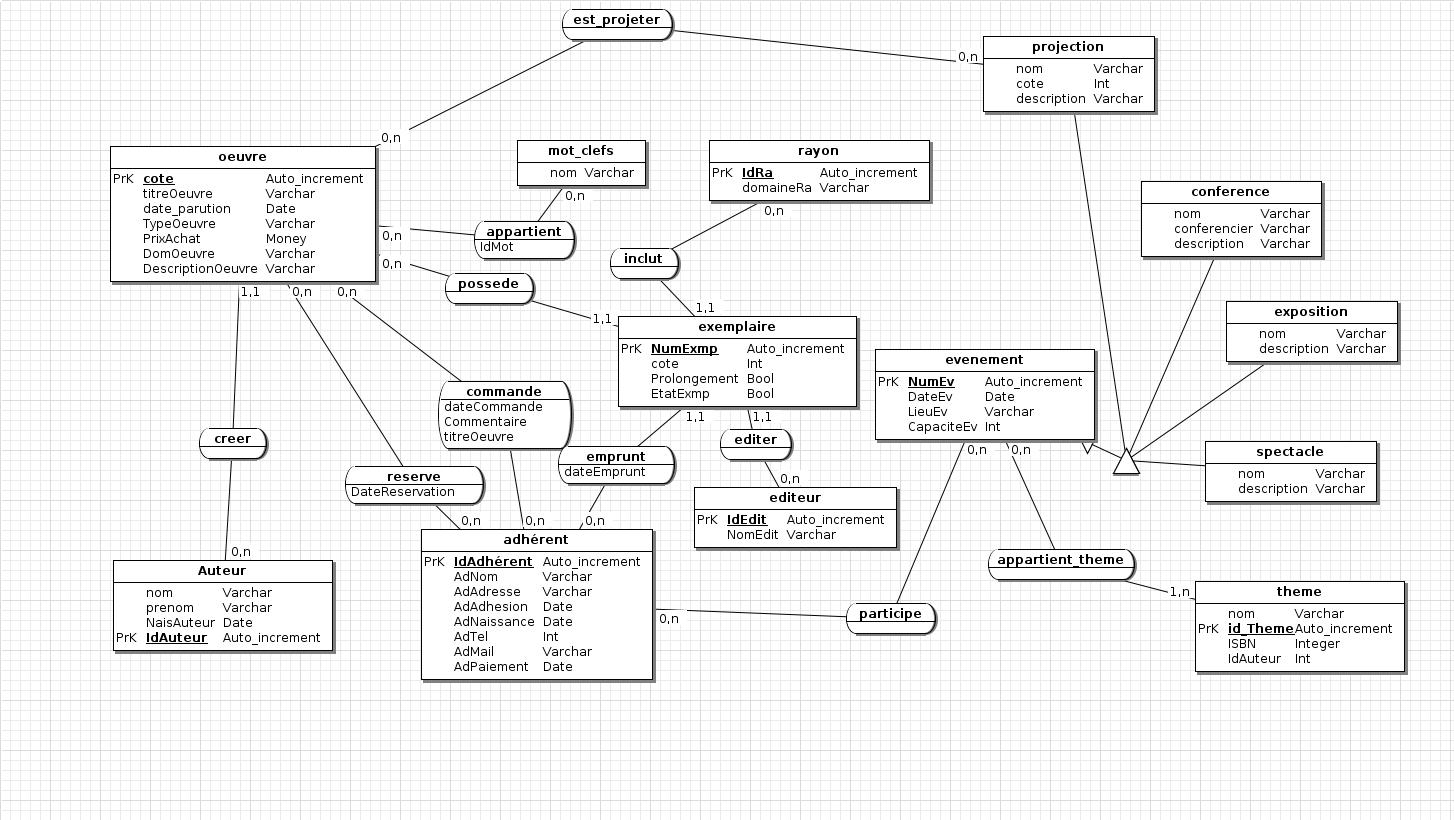 est_projeter
0,n
0,n
projection
nom Varchar
cote Int
description Varchar
oeuvre
PrK cote Auto_increment
titreOeuvre Varchar
date_parution Date
TypeOeuvre Varchar
PrixAchat Money
DomOeuvre Varchar
DescriptionOeuvre Varchar
mot_clefs
nom Varchar
0,n
appartient
IdMot
0,n
rayon
PrK IdRa Auto_increment
domaineRa Varchar
0,n
inclut
1,1
0,n
possede
1,1
conference
nom Varchar
conferencier Varchar
description Varchar
exposition
nom Varchar
description Varchar
exemplaire
PrK NumExmp Auto_increment
cote Int
Prolongement Bool
EtatExmp Bool
evenement
PrK NumEv Auto_increment
DateEv Date
LieuEv Varchar
CapaciteEv Int
spectacle
nom Varchar
description Varchar
1,1
0,n
0,n
commande
dateCommande
Commentaire
titreOeuvre
1,1
1,1
creer
emprunt
dateEmprunt
editer
0,n
0,n
0,n
reserve
DateReservation
editeur
PrK IdEdit Auto_increment
NomEdit Varchar
0,n
0,n
0,n
0,n
Auteur
nom Varchar
prenom Varchar
NaisAuteur Date
PrK IdAuteur Auto_increment
adhérent
PrK IdAdhérent Auto_increment
AdNom Varchar
AdAdresse Varchar
AdAdhesion Date
AdNaissance Date
AdTel Int
AdMail Varchar
AdPaiement Date
0,n
participe
appartient_theme
1,n
theme
nom Varchar
PrK id_Theme Auto_increment
ISBN Integer
IdAuteur Int